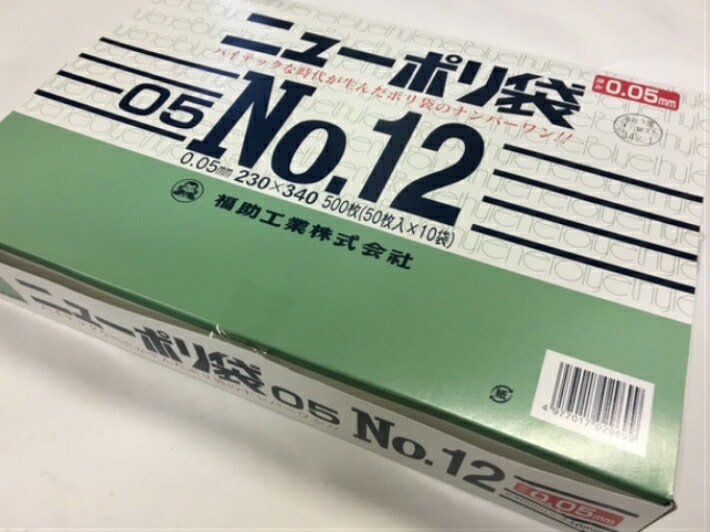 ニューポリ袋
厚み 0.05mm
ハイテックな時代が生んだポリ袋のナンバーワン!!
05 No.12
0.05mm 230×340 500枚(50枚入×10袋)
福助工業株式会社
紙
ニューポリ袋 05 No.12
0.05mm